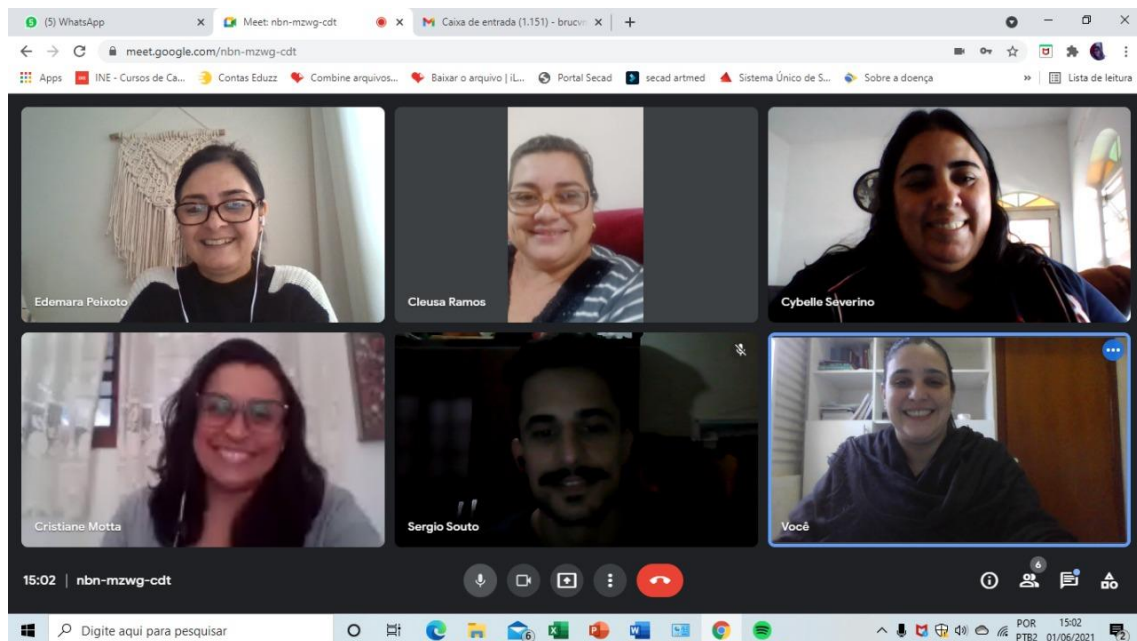 (5) WhatsApp
Meet: nbn-mzwg-cdt
Caixa de entrada (1.151) - brucvm
meet.google.com/nbn-mzwg-cdt
Apps
INE - Cursos de Ca...
Contas Eduzz
Combine arquivos...
Baixar o arquivo | iL...
Portal Secad
secad artmed
Sistema Único de S...
Sobre a doença
Lista de leitura
Edemara Peixoto
Cleusa Ramos
Cybelle Severino
Cristiane Motta
Sergio Souto
Você
15:02 | nbn-mzwg-cdt
6
Digite aqui para pesquisar
6
POR
PTB2
15:02
01/06/2021
2